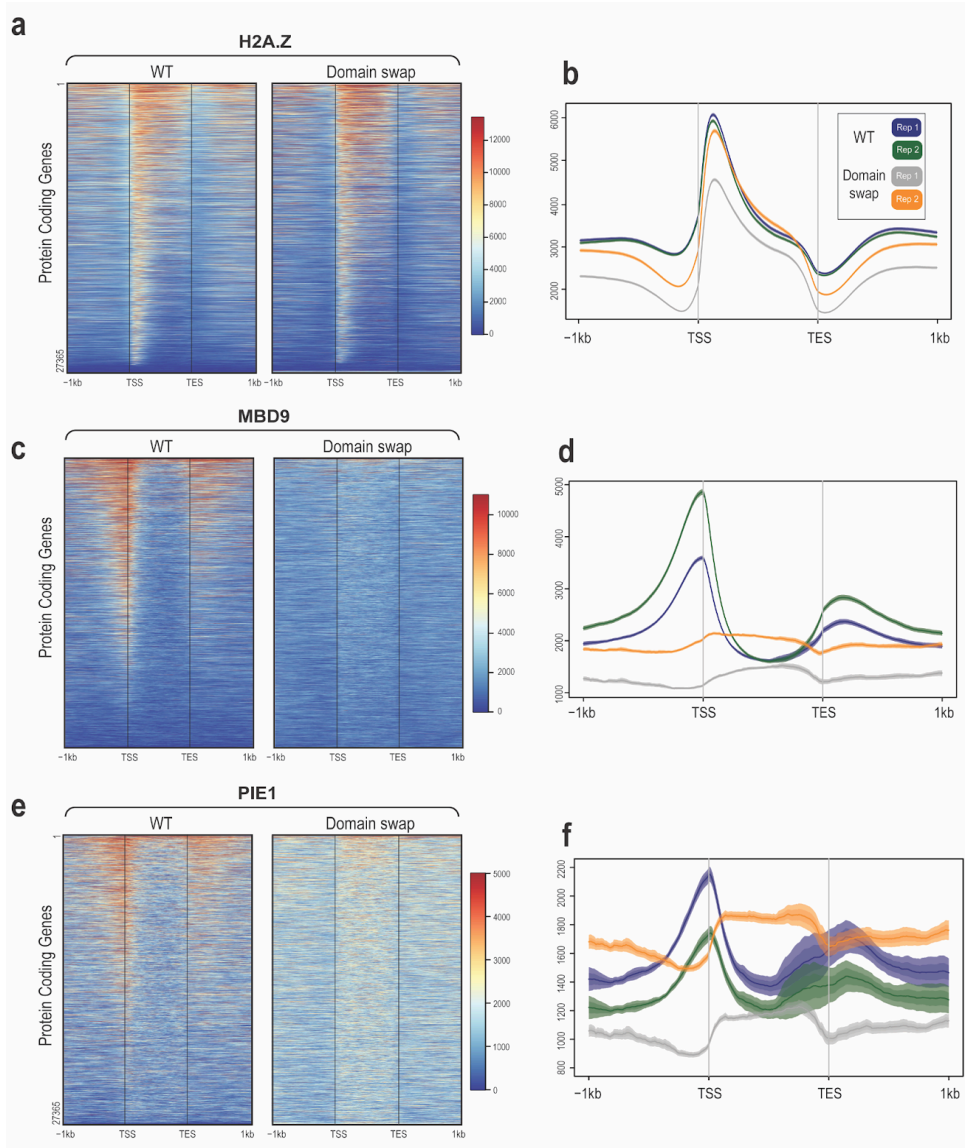 a
H2A.Z
WT
Domain swap
Protein Coding Genes
1
27365
−1kb
TSS
TES
1kb
−1kb
TSS
TES
1kb
12000
10000
8000
6000
4000
2000
0
b
6000
5000
4000
3000
2000
WT
Rep 1
Rep 2
Domain
swap
Rep 1
Rep 2
−1kb
TSS
TES
1kb
MBD9
c
WT
Domain swap
Protein Coding Genes
−1kb
TSS
TES
1kb
TSS
TES
1kb
10000
8000
6000
4000
2000
0
d
5000
4000
3000
2000
1000
−1kb
TSS
TES
1kb
PIE1
e
WT
Domain swap
Protein Coding Genes
1
27365
−1kb
TSS
TES
1kb
−1kb
TSS
TES
1kb
5000
4000
3000
2000
1000
0
f
2200
2000
1800
1600
1400
1200
1000
800
−1kb
TSS
TES
1kb